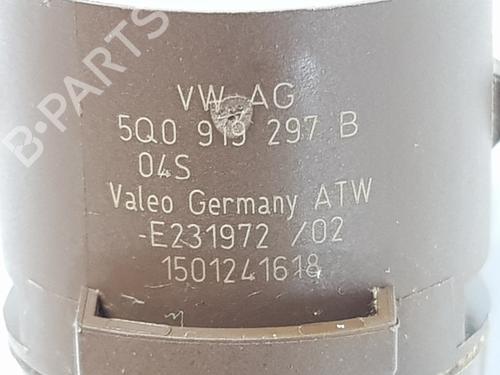 B-PARTS
VW AG
5Q0 919 297 B
04S
Valeo Germany ATW
-E231972 /02
1501241618